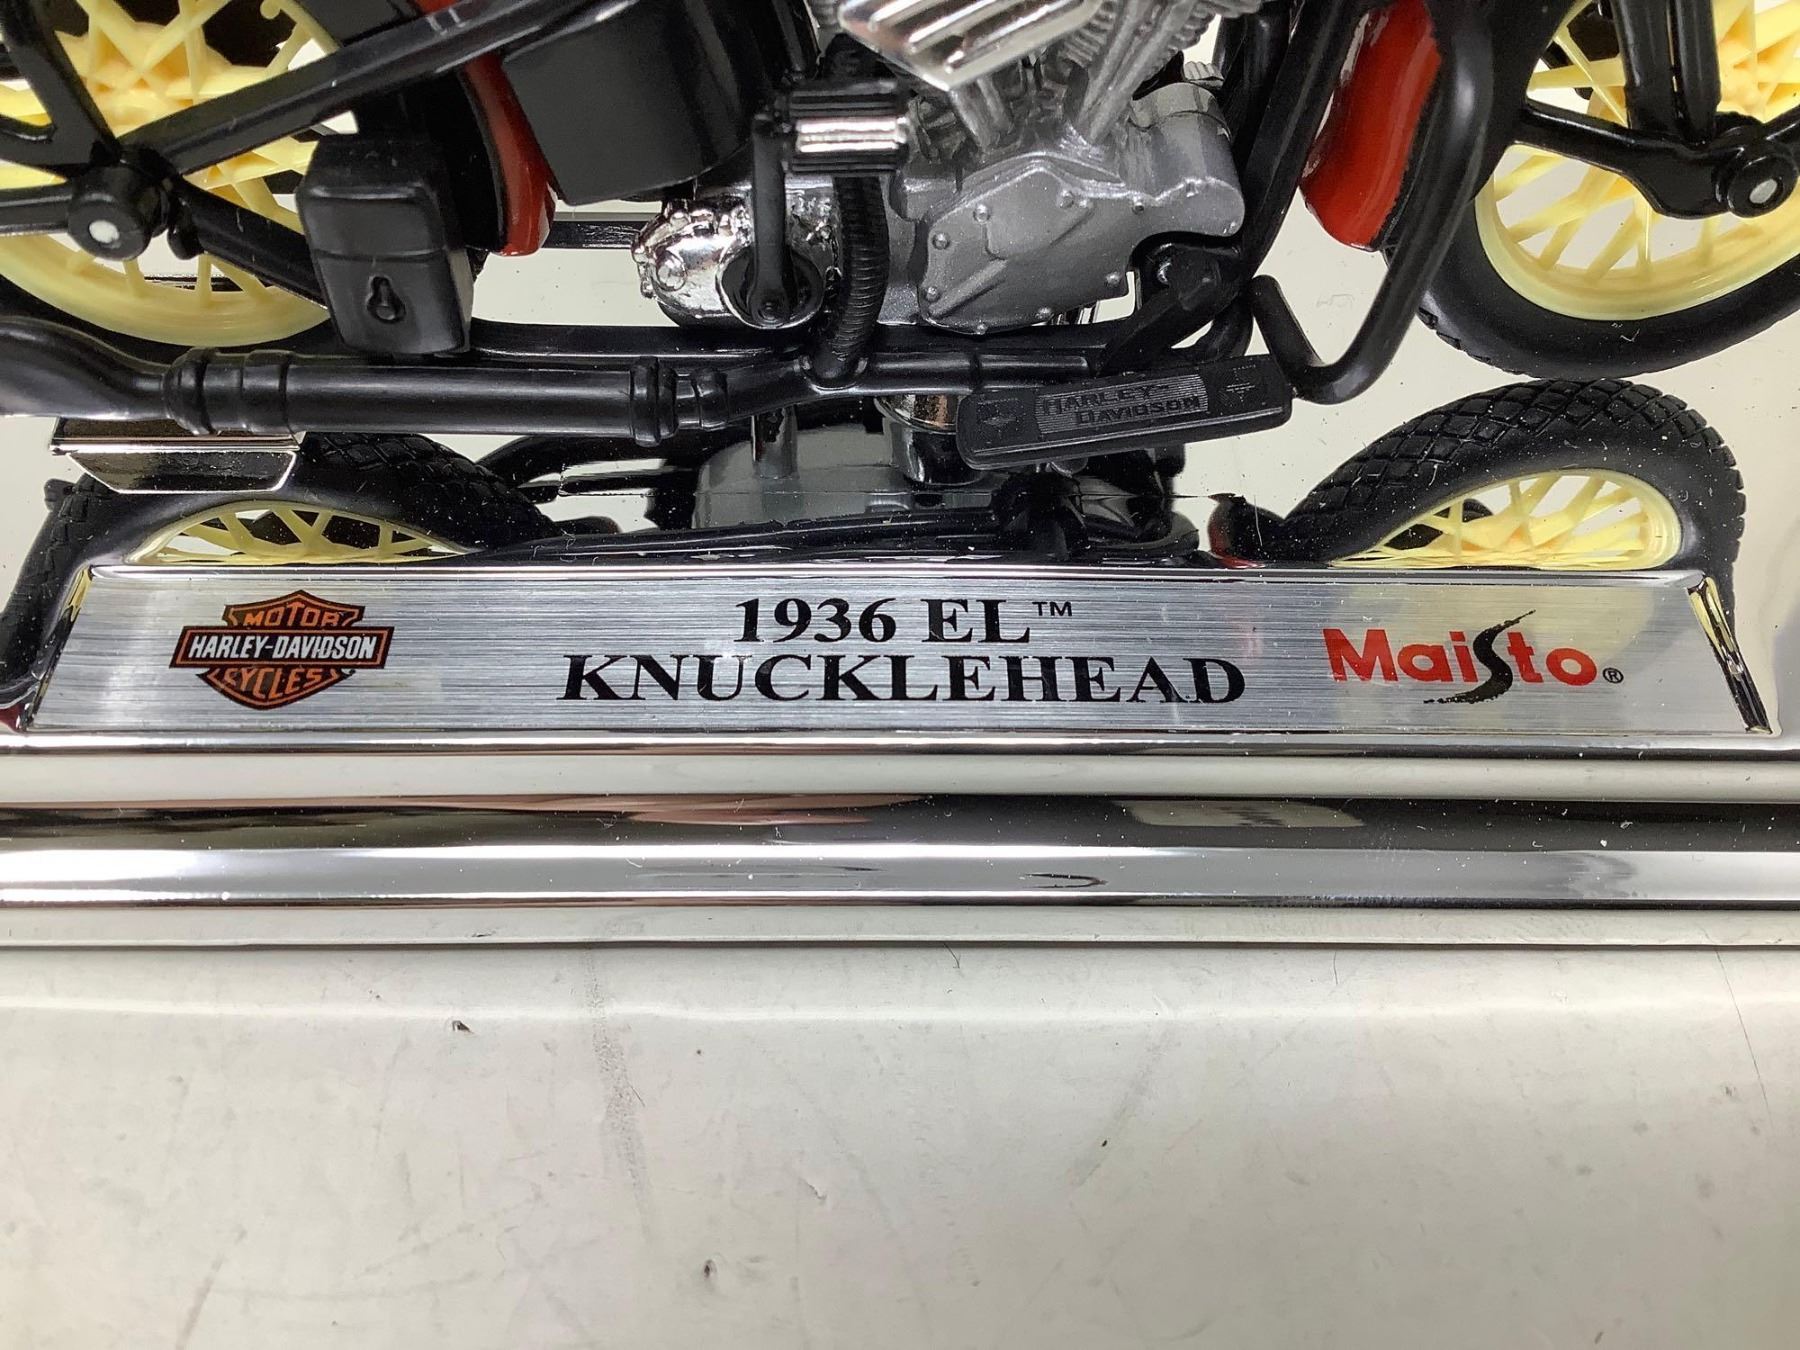 HARLEY
DAVIDSON
MOTOR
HARLEY-DAVIDSON
CYCLES
1936 EL™
KNUCKLEHEAD
Maisto®